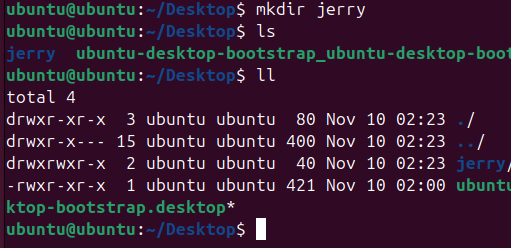 ubuntu@ubuntu:~/Desktop$ mkdir jerry
ubuntu@ubuntu:~/Desktop$ ls
jerry  ubuntu-desktop-bootstrap_ubuntu-desktop-boot
ubuntu@ubuntu:~/Desktop$ ll
total 4
drwxr-xr-x  3 ubuntu ubuntu  80 Nov 10 02:23 ./
drwxr-x--- 15 ubuntu ubuntu 400 Nov 10 02:23 ../
drwxrwxr-x  2 ubuntu ubuntu  40 Nov 10 02:23 jerry/
-rwxr-xr-x  1 ubuntu ubuntu 421 Nov 10 02:00 ubuntu
ktop-bootstrap.desktop*
ubuntu@ubuntu:~/Desktop$